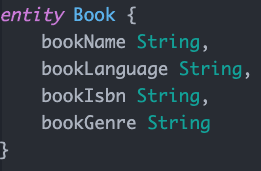 entity Book {
    bookName String,
    bookLanguage String,
    bookIsbn String,
    bookGenre String
}